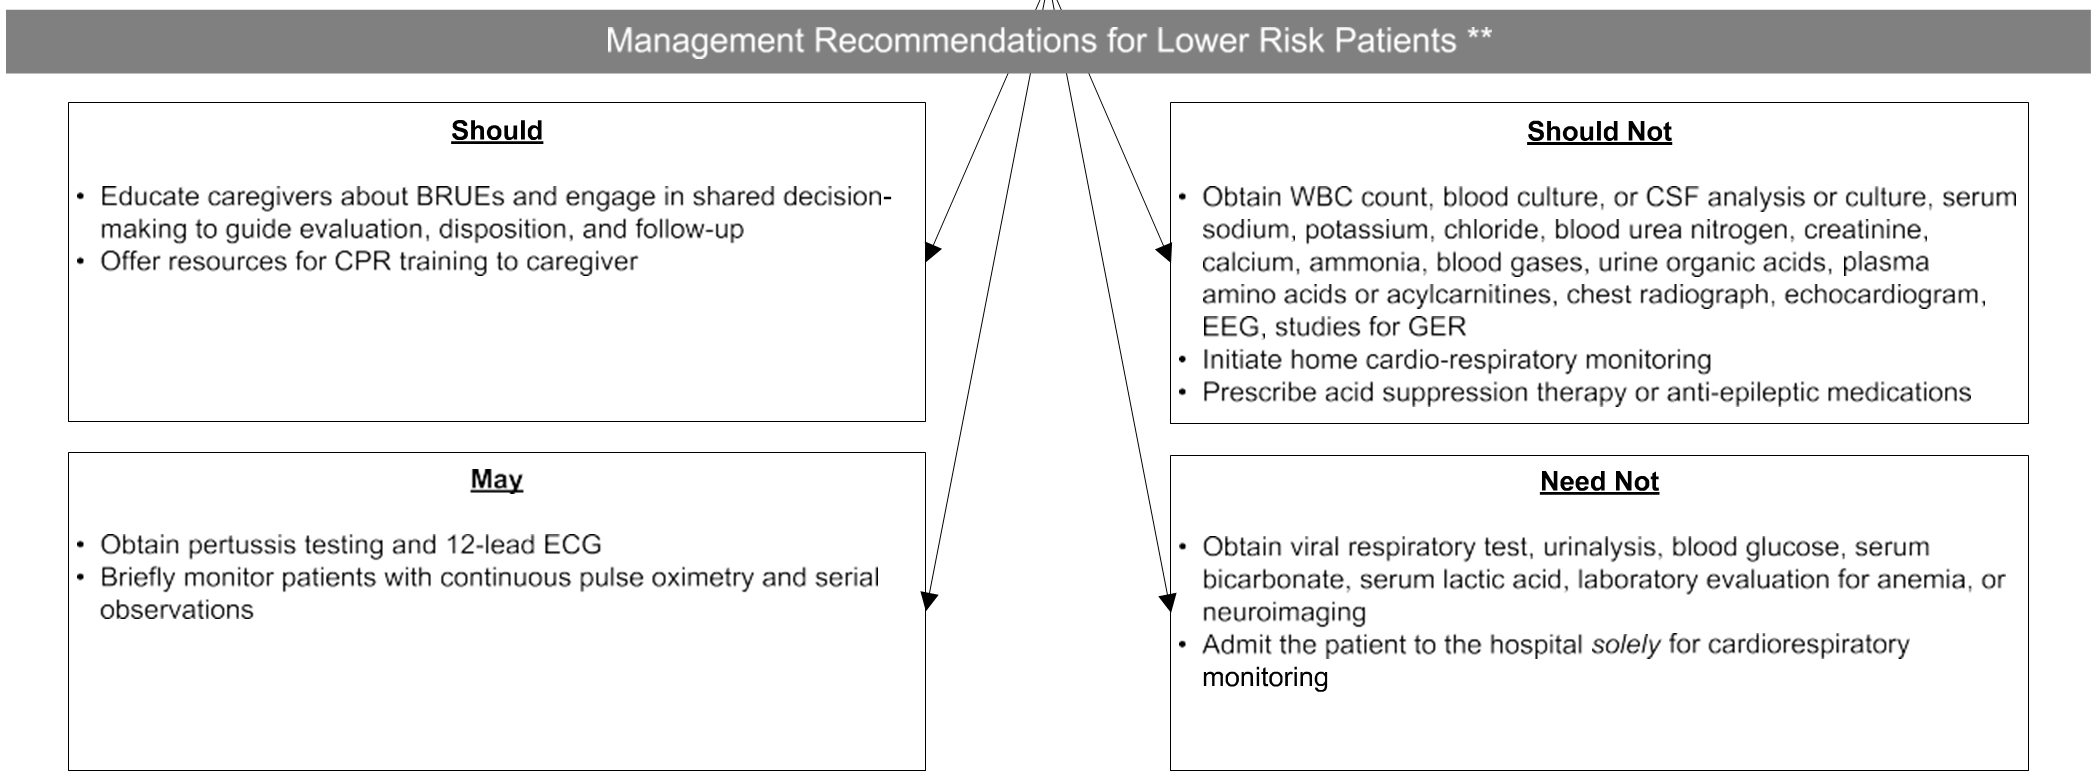 Management Recommendations for Lower Risk Patients **
Should
• Educate caregivers about BRUEs and engage in shared decision-
making to guide evaluation, disposition, and follow-up
• Offer resources for CPR training to caregiver
Should Not
• Obtain WBC count, blood culture, or CSF analysis or culture, serum
sodium, potassium, chloride, blood urea nitrogen, creatinine,
calcium, ammonia, blood gases, urine organic acids, plasma
amino acids or acylcarnitines, chest radiograph, echocardiogram,
EEG, studies for GER
• Initiate home cardio-respiratory monitoring
• Prescribe acid suppression therapy or anti-epileptic medications
May
• Obtain pertussis testing and 12-lead ECG
• Briefly monitor patients with continuous pulse oximetry and serial
observations
Need Not
• Obtain viral respiratory test, urinalysis, blood glucose, serum
bicarbonate, serum lactic acid, laboratory evaluation for anemia, or
neuroimaging
• Admit the patient to the hospital solely for cardiorespiratory
monitoring